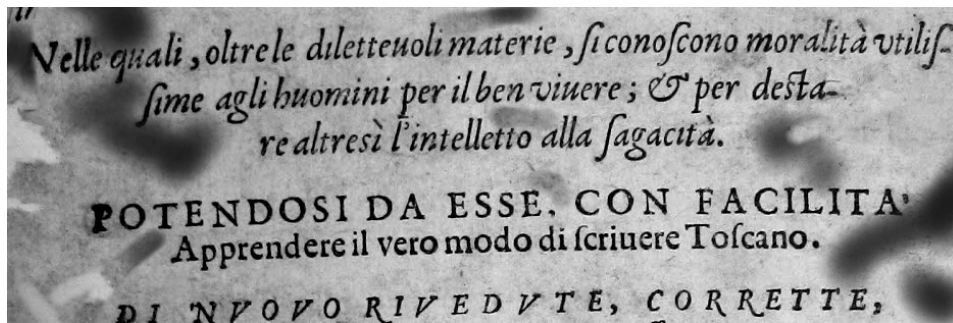 Nelle quali, oltre le diletteuoli materie, ſi conoſcono moralità vtiliſ-
ſime agli huomini per il ben viuere; & per deſta-
re altresì l'intelletto alla ſagacità.
POTENDOSI DA ESSE, CON FACILITA'
Apprendere il vero modo di ſcriuere Toſcano.
DI NVOVO RIVEDVTE, CORRETTE,